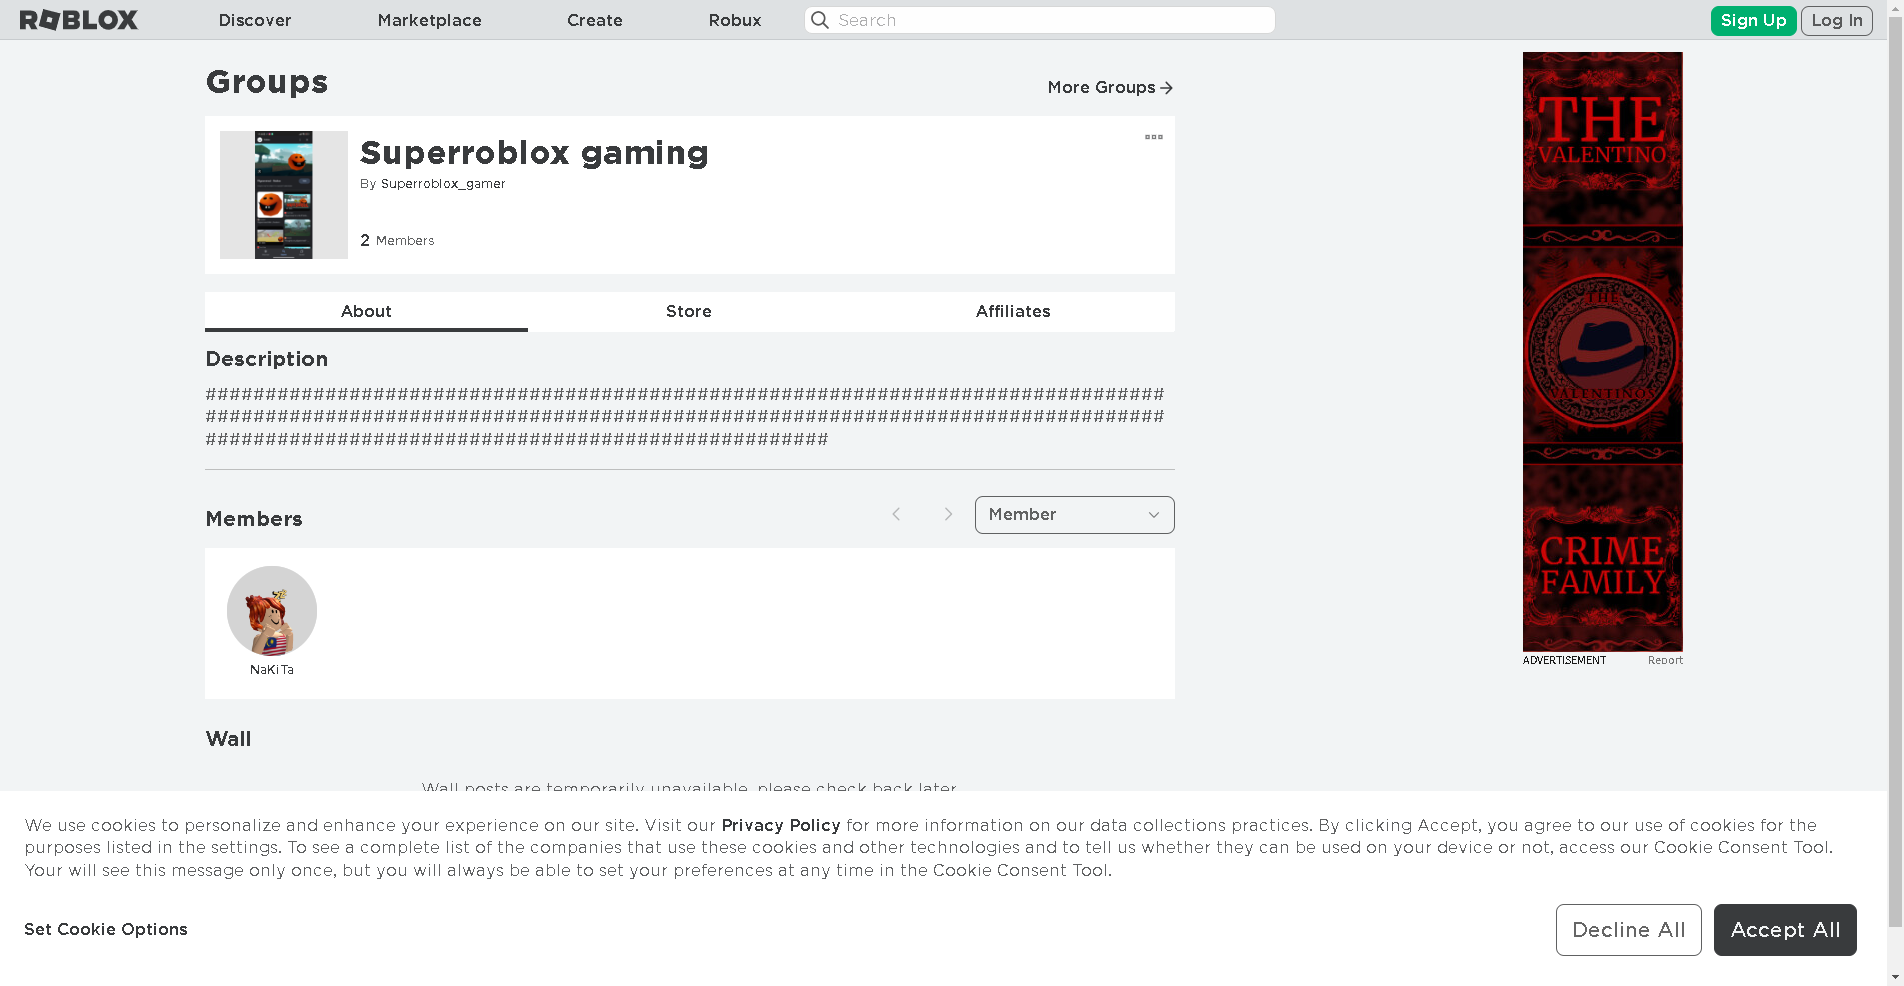 ROBLOX Discover Marketplace Create Robux Search Sign Up Log In
Groups
More Groups
Superroblox gaming
By Superroblox_gamer
2 Members
About Store Affiliates
Description
################################################################################
################################################################################
####################################################
Members
Member
NaKiTa
Wall
Wall posts are temporarily unavailable, please check back later.
THE
VALENTINO
THE
VALENTINOS
CRIME
FAMILY
ADVERTISEMENT Report
We use cookies to personalize and enhance your experience on our site. Visit our Privacy Policy for more information on our data collections practices. By clicking Accept, you agree to our use of cookies for the
purposes listed in the settings. To see a complete list of the companies that use these cookies and other technologies and to tell us whether they can be used on your device or not, access our Cookie Consent Tool.
Your will see this message only once, but you will always be able to set your preferences at any time in the Cookie Consent Tool.
Set Cookie Options
Decline All
Accept All